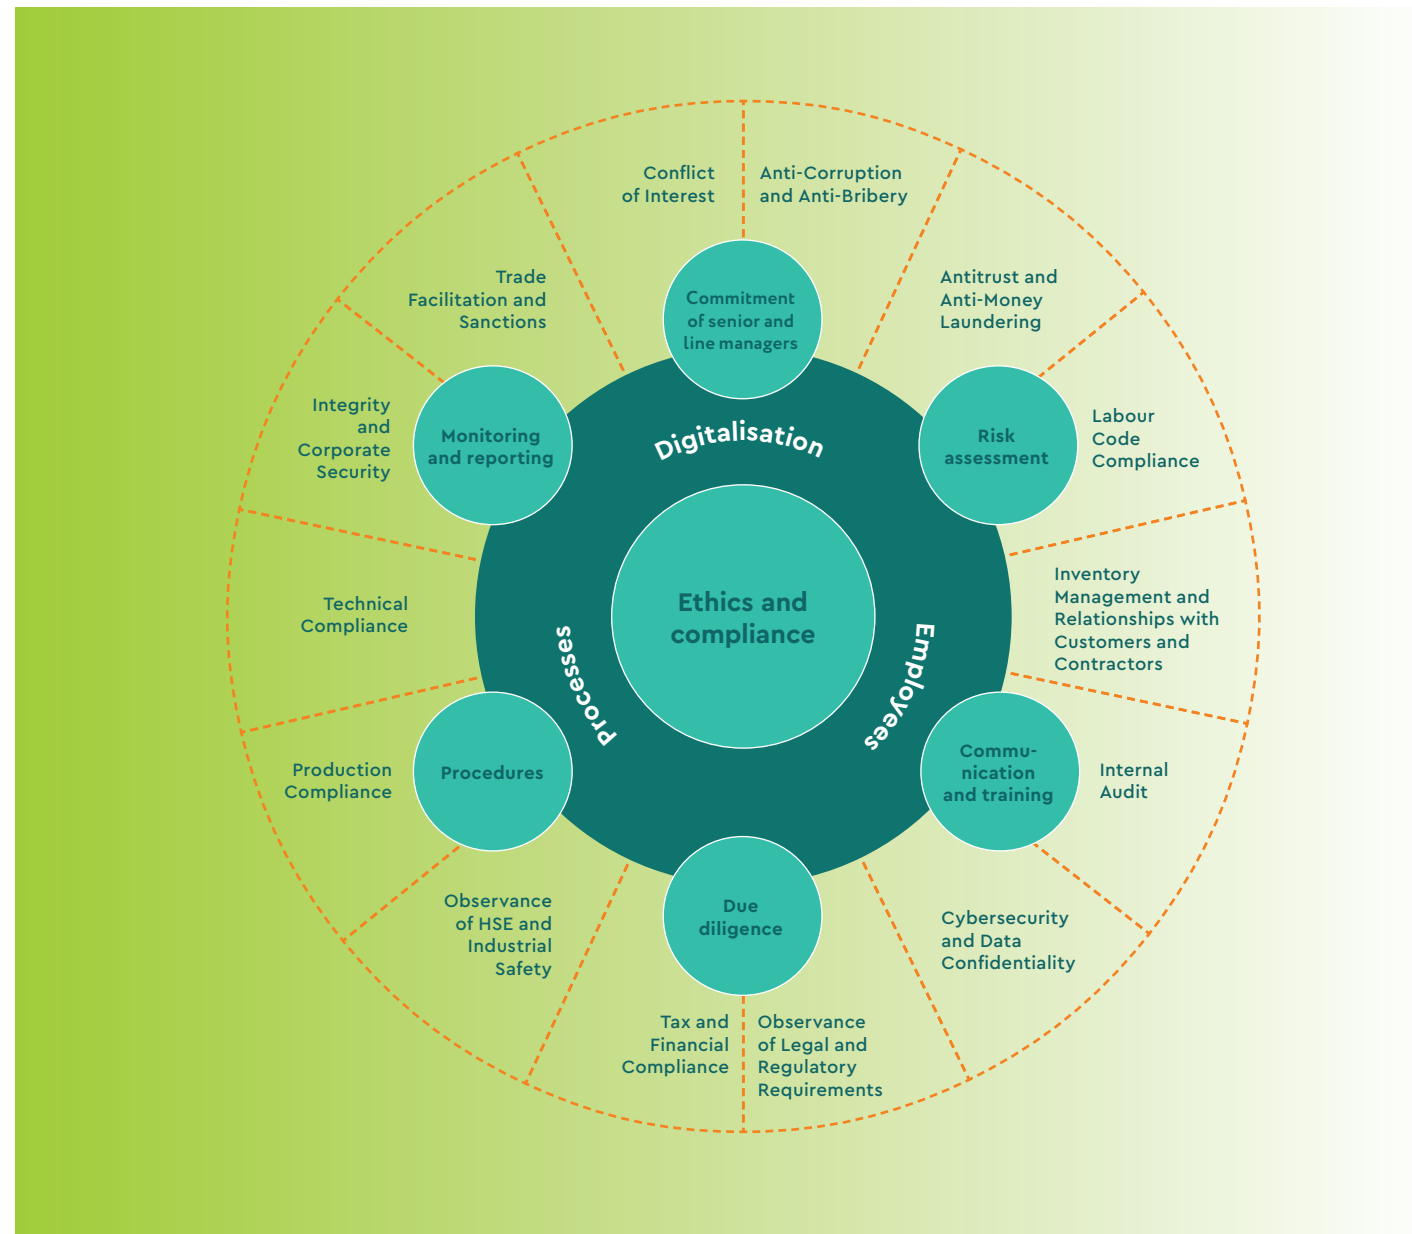 Conflict
of Interest
Anti-Corruption
and Anti-Bribery
Trade
Facilitation and
Sanctions
Commitment
of senior and
line managers
Antitrust and
Anti-Money
Laundering
Integrity
and
Corporate
Security
Monitoring
and reporting
Digitalisation
Risk
assessment
Labour
Code
Compliance
Technical
Compliance
Processes
Ethics and
compliance
Employees
Inventory
Management and
Relationships with
Customers and
Contractors
Production
Compliance
Procedures
Commu-
nication
and training
Internal
Audit
Observance
of HSE and
Industrial
Safety
Due
diligence
Cybersecurity
and Data
Confidentiality
Tax and
Financial
Compliance
Observance
of Legal and
Regulatory
Requirements